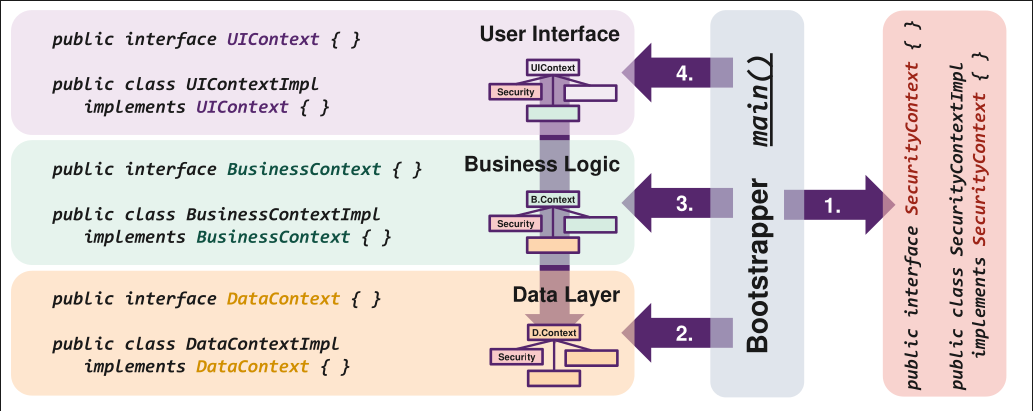 public interface UIContext { }
public class UIContextImpl
implements UIContext { }
User Interface
UIContext
Security
public interface BusinessContext { }
public class BusinessContextImpl
implements BusinessContext { }
Business Logic
B.Context
Security
public interface DataContext { }
public class DataContextImpl
implements DataContext { }
Data Layer
D.Context
Security
4.
3.
2.
Bootstrapper main()
1.
public interface SecurityContext { }
public class SecurityContextImpl
implements SecurityContext { }